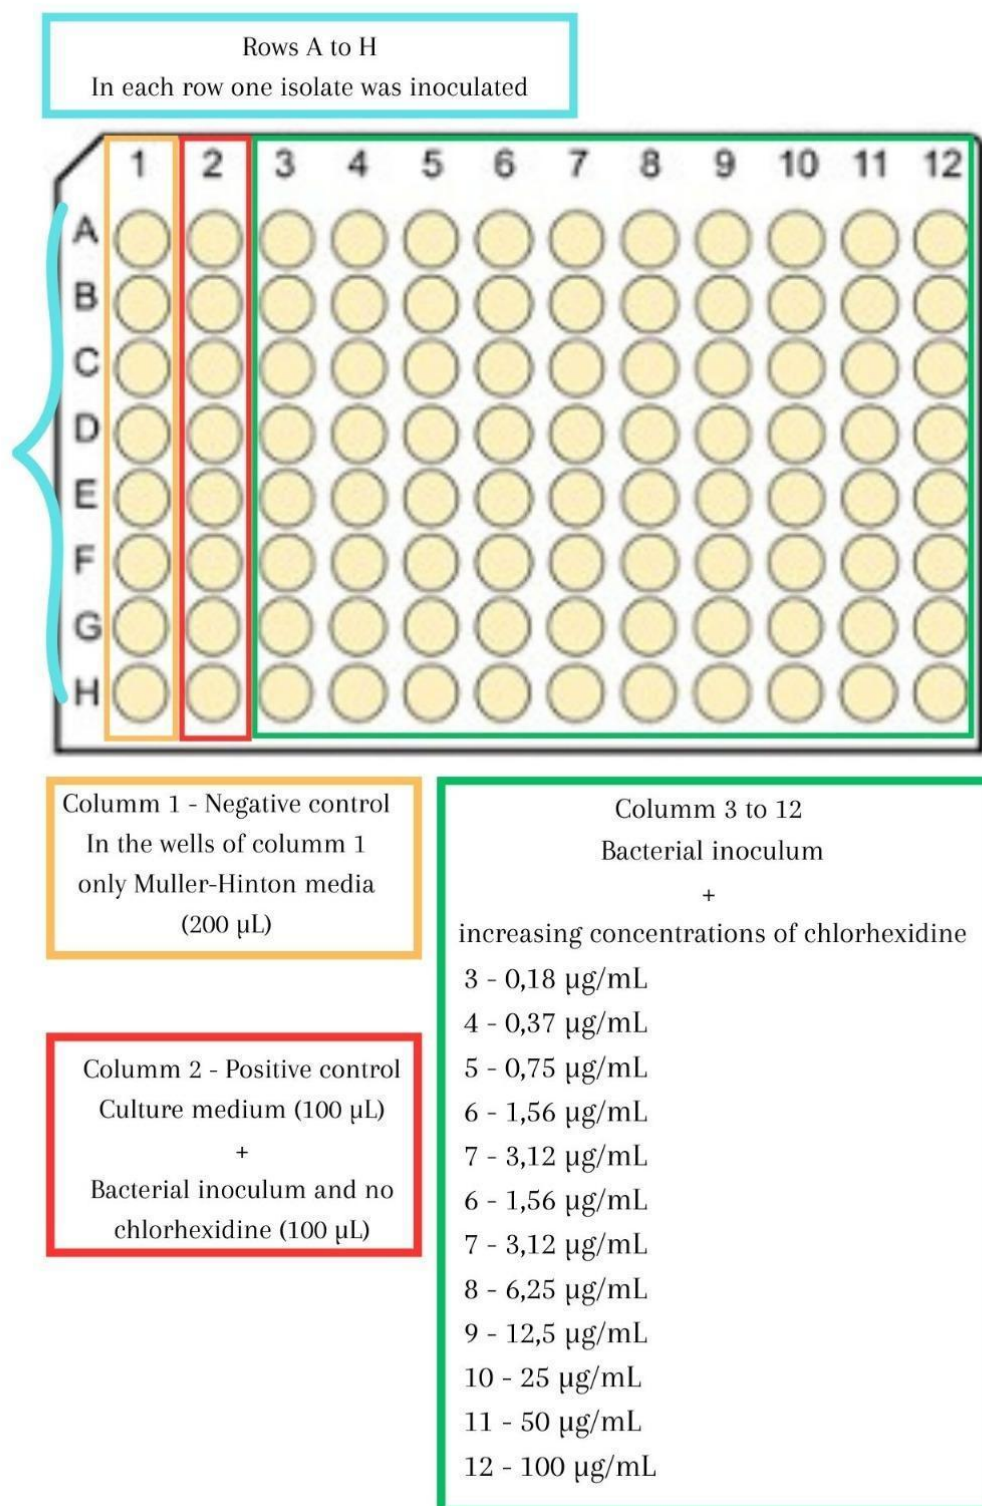 Rows A to H
In each row one isolate was inoculated
1 2 3 4 5 6 7 8 9 10 11 12
A
B
C
D
E
F
G
H
Columm 1 - Negative control
In the wells of columm 1
only Muller-Hinton media
(200 µL)
Columm 2 - Positive control
Culture medium (100 µL)
+
Bacterial inoculum and no
chlorhexidine (100 µL)
Columm 3 to 12
Bacterial inoculum
+
increasing concentrations of chlorhexidine
3 - 0,18 µg/mL
4 - 0,37 µg/mL
5 - 0,75 µg/mL
6 - 1,56 µg/mL
7 - 3,12 µg/mL
6 - 1,56 µg/mL
7 - 3,12 µg/mL
8 - 6,25 µg/mL
9 - 12,5 µg/mL
10 - 25 µg/mL
11 - 50 µg/mL
12 - 100 µg/mL